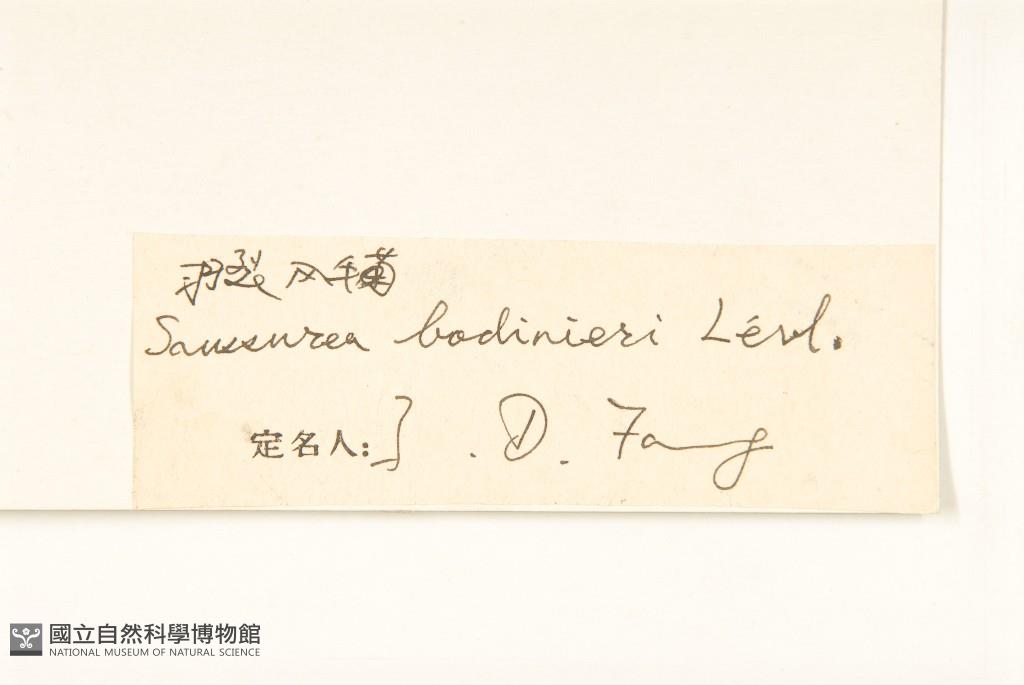 羽裂风毛菊
Saussurea bodinieri Lévl.
定名人: J. D. Fang
國立自然科學博物館
NATIONAL MUSEUM OF NATURAL SCIENCE